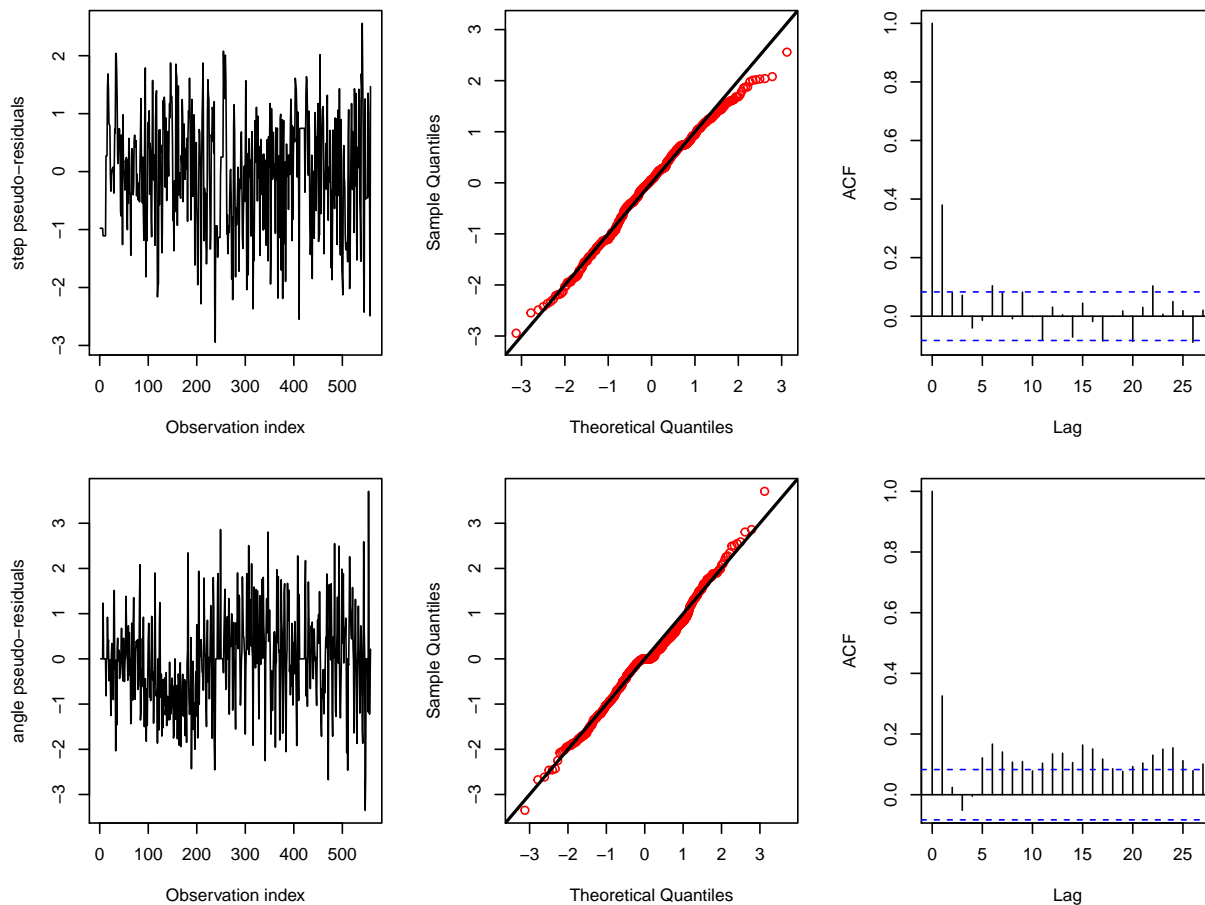 step pseudo−residuals
−3 −2 −1 0 1 2
0 100 200 300 400 500
Observation index
Sample Quantiles
−3 −2 −1 0 1 2
−3 −2 −1 0 1 2 3
Theoretical Quantiles
ACF
0.0 0.2 0.4 0.6 0.8 1.0
0 5 10 15 20 25
Lag
angle pseudo−residuals
−3 −2 −1 0 1 2 3
0 100 200 300 400 500
Observation index
Sample Quantiles
−3 −2 −1 0 1 2 3
−3 −2 −1 0 1 2 3
Theoretical Quantiles
ACF
0.0 0.2 0.4 0.6 0.8 1.0
0 5 10 15 20 25
Lag